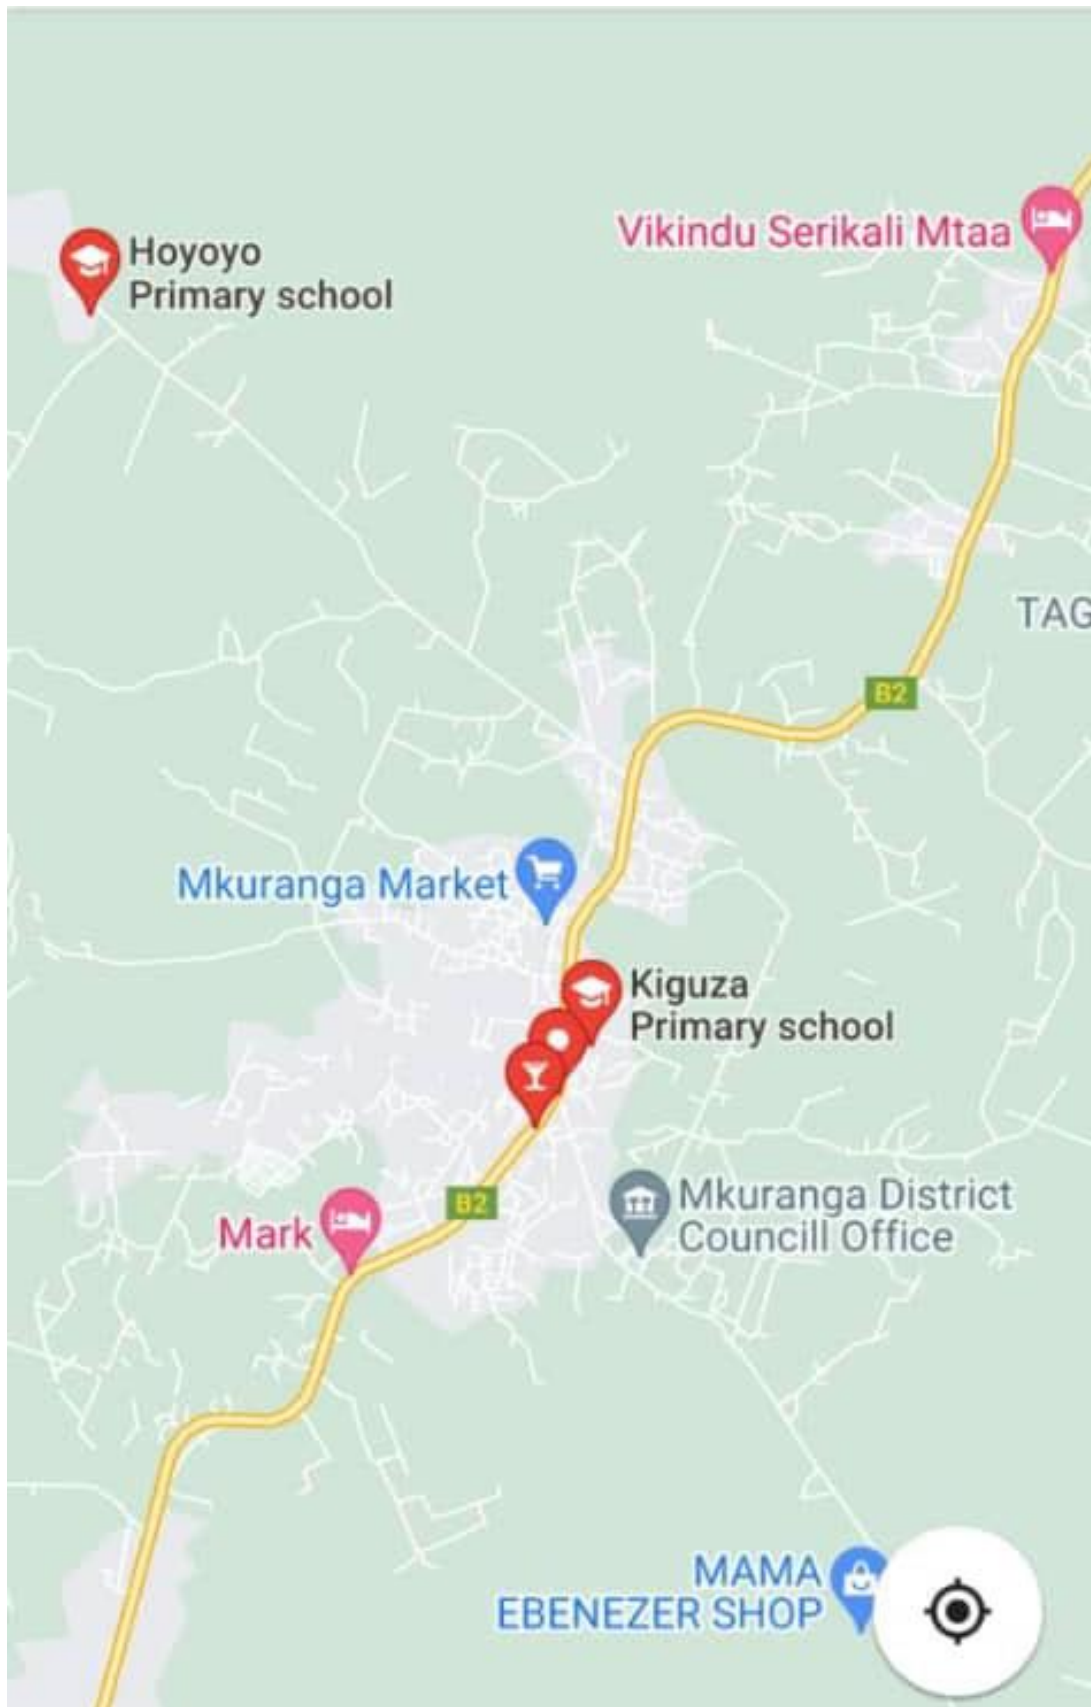 Hoyoyo
Primary school
Vikindu Serikali Mtaa
TAG
B2
Mkuranga Market
Kiguza
Primary school
B2
Mark
Mkuranga District
Councill Office
MAMA
EBENEZER SHOP